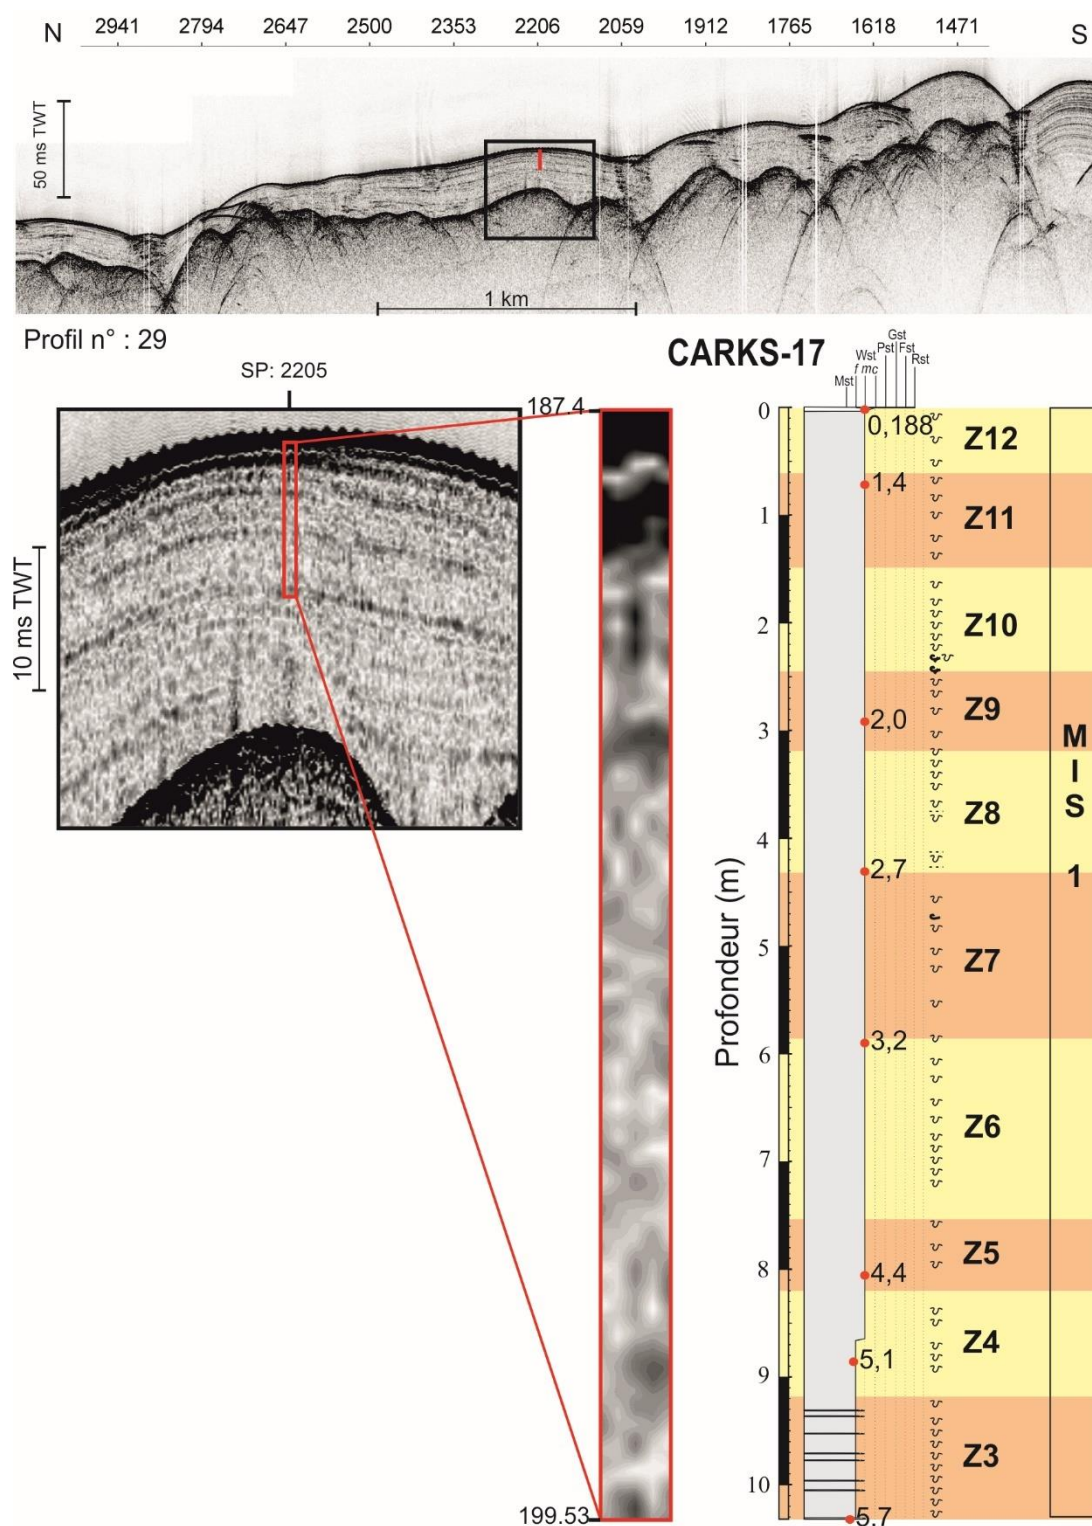 N 2941 2794 2647 2500 2353 2206 2059 1912 1765 1618 1471 S
50 ms TWT
1 km
Profil n° : 29
CARKS-17
SP: 2205
10 ms TWT
187.4
199.53
Mst
f mc
Wst
Pst
Gst
Fst
Rst
Profondeur (m)
0
1
2
3
4
5
6
7
8
9
10
0,188
1,4
2,0
2,7
3,2
4,4
5,1
5,7
Z12
Z11
Z10
Z9
Z8
Z7
Z6
Z5
Z4
Z3
M
I
S
1